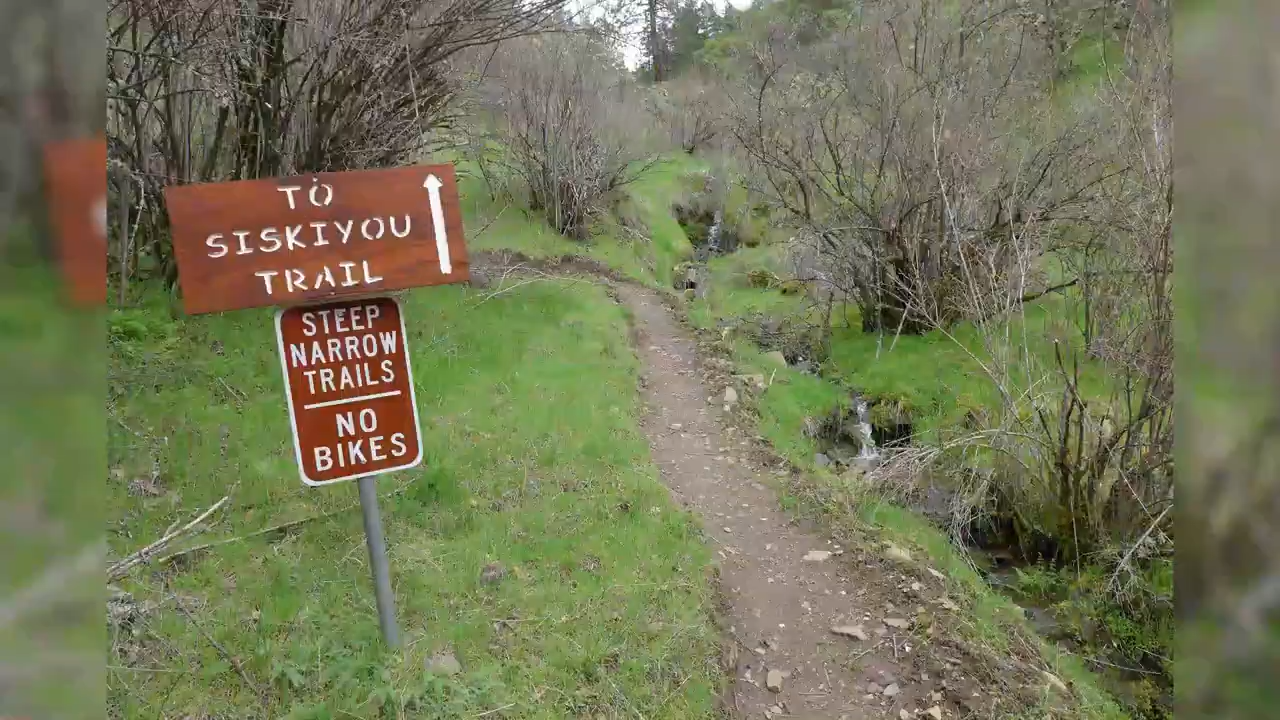 TO
SISKIYOU
TRAIL
STEEP
NARROW
TRAILS
NO
BIKES